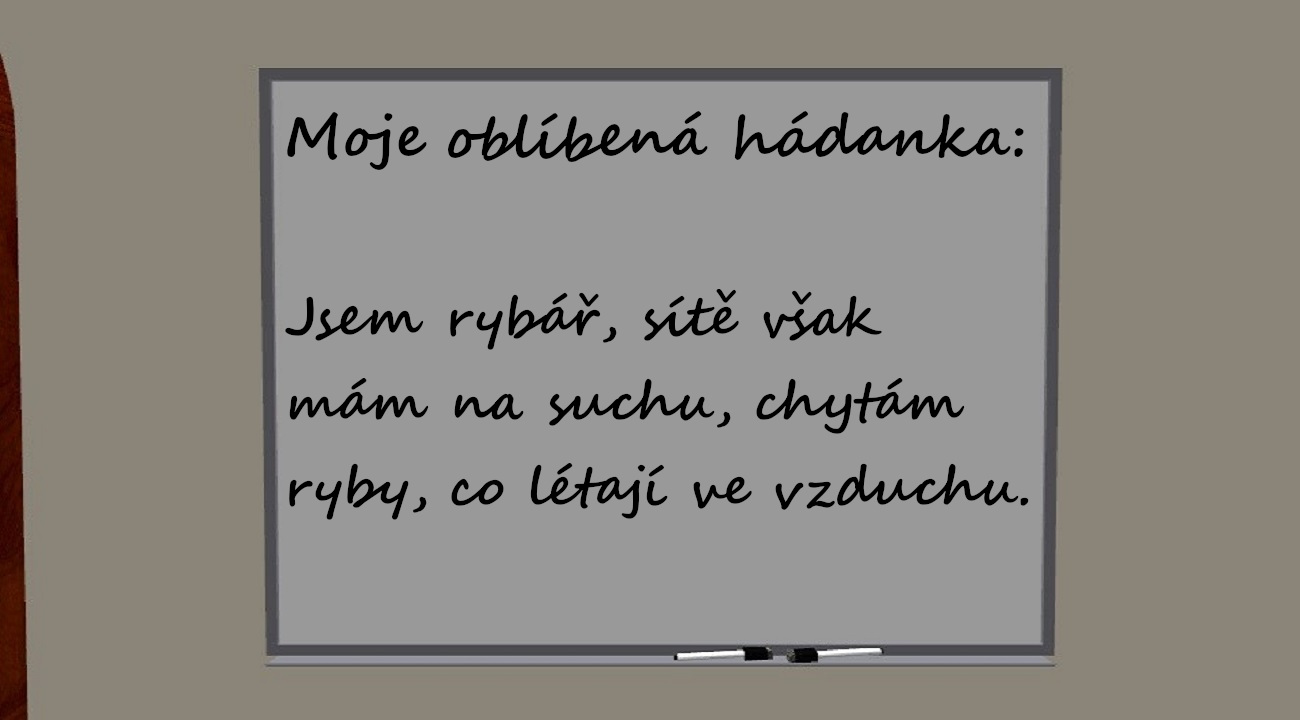 Moje oblíbená hádanka:
Jsem rybář, sítě však
mám na suchu, chytám
ryby, co létají ve vzduchu.